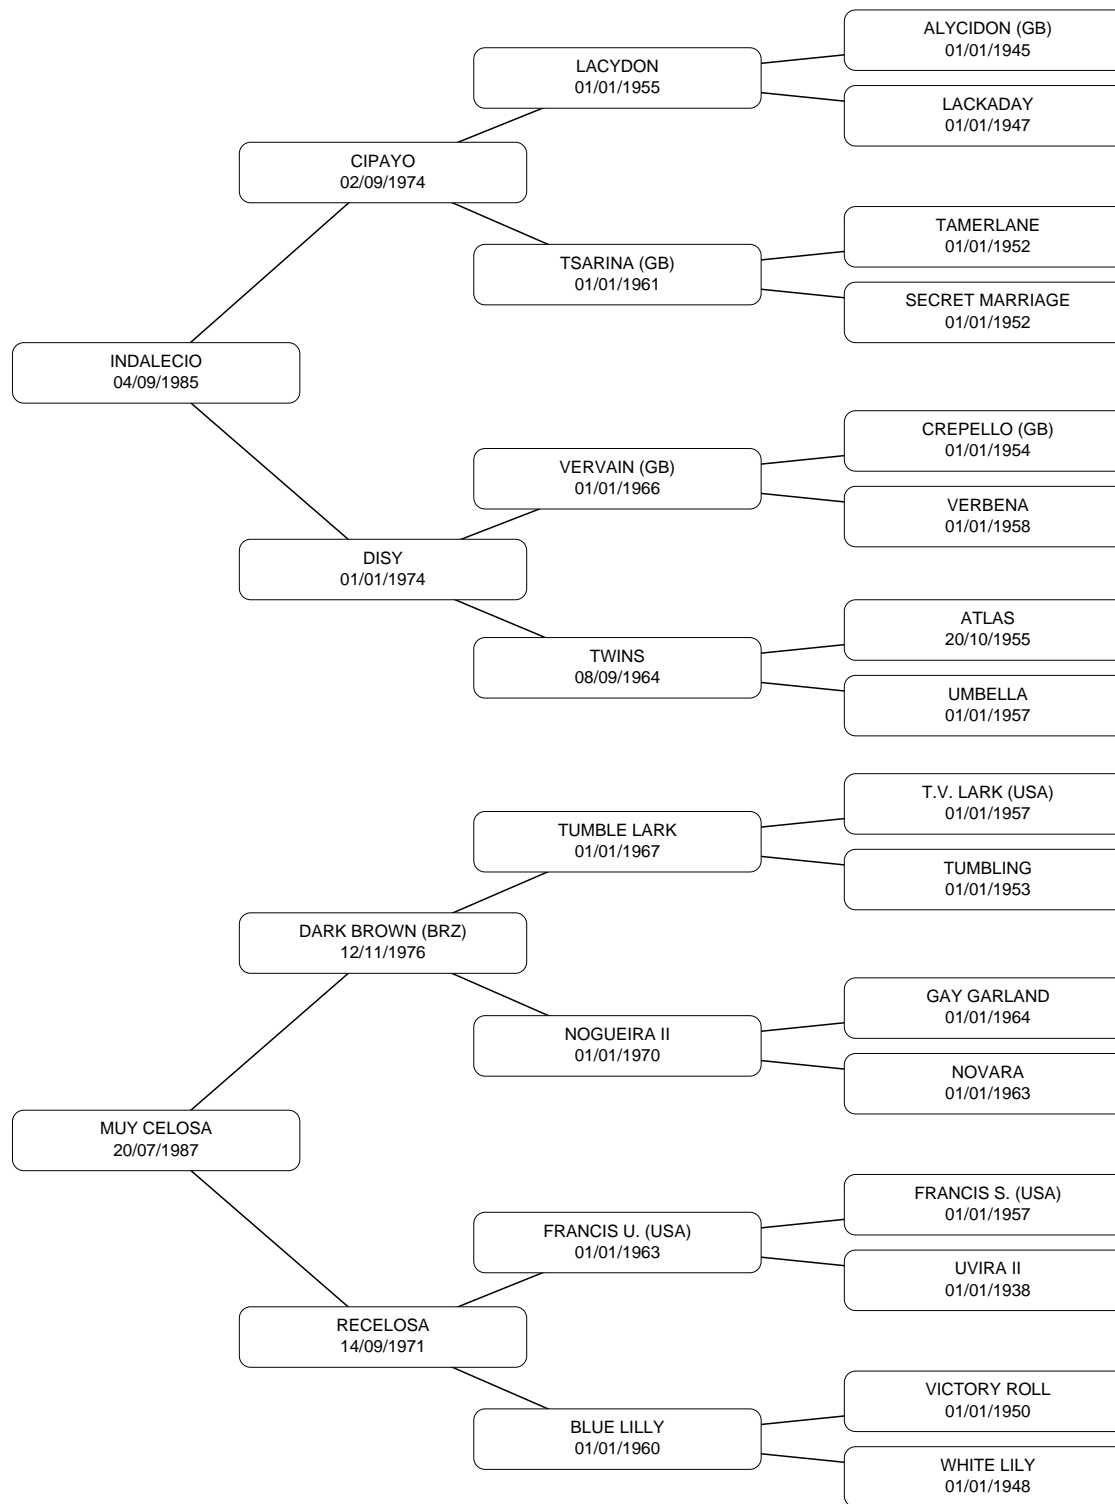 ALYCIDON (GB)
01/01/1945
LACYDON
01/01/1955
LACKADAY
01/01/1947
CIPAYO
02/09/1974
TAMERLANE
01/01/1952
TSARINA (GB)
01/01/1961
SECRET MARRIAGE
01/01/1952
INDALECIO
04/09/1985
CREPELLO (GB)
01/01/1954
VERVAIN (GB)
01/01/1966
VERBENA
01/01/1958
DISY
01/01/1974
ATLAS
20/10/1955
TWINS
08/09/1964
UMBELLA
01/01/1957
T.V. LARK (USA)
01/01/1957
TUMBLE LARK
01/01/1967
TUMBLING
01/01/1953
DARK BROWN (BRZ)
12/11/1976
GAY GARLAND
01/01/1964
NOGUEIRA II
01/01/1970
NOVARA
01/01/1963
MUY CELOSA
20/07/1987
FRANCIS S. (USA)
01/01/1957
FRANCIS U. (USA)
01/01/1963
UVIRA II
01/01/1938
RECELOSA
14/09/1971
VICTORY ROLL
01/01/1950
BLUE LILLY
01/01/1960
WHITE LILY
01/01/1948